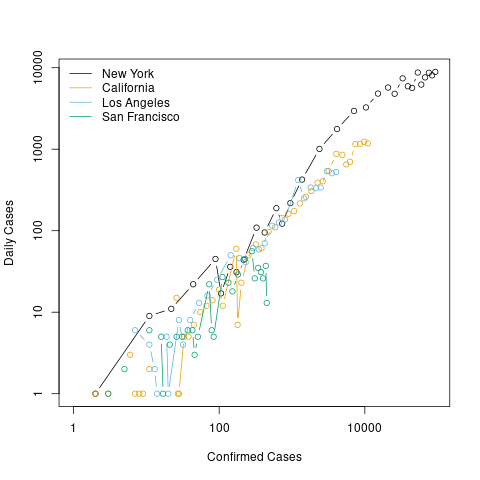 New York
California
Los Angeles
San Francisco
Daily Cases
10000
1000
100
10
1
1
100
10000
Confirmed Cases